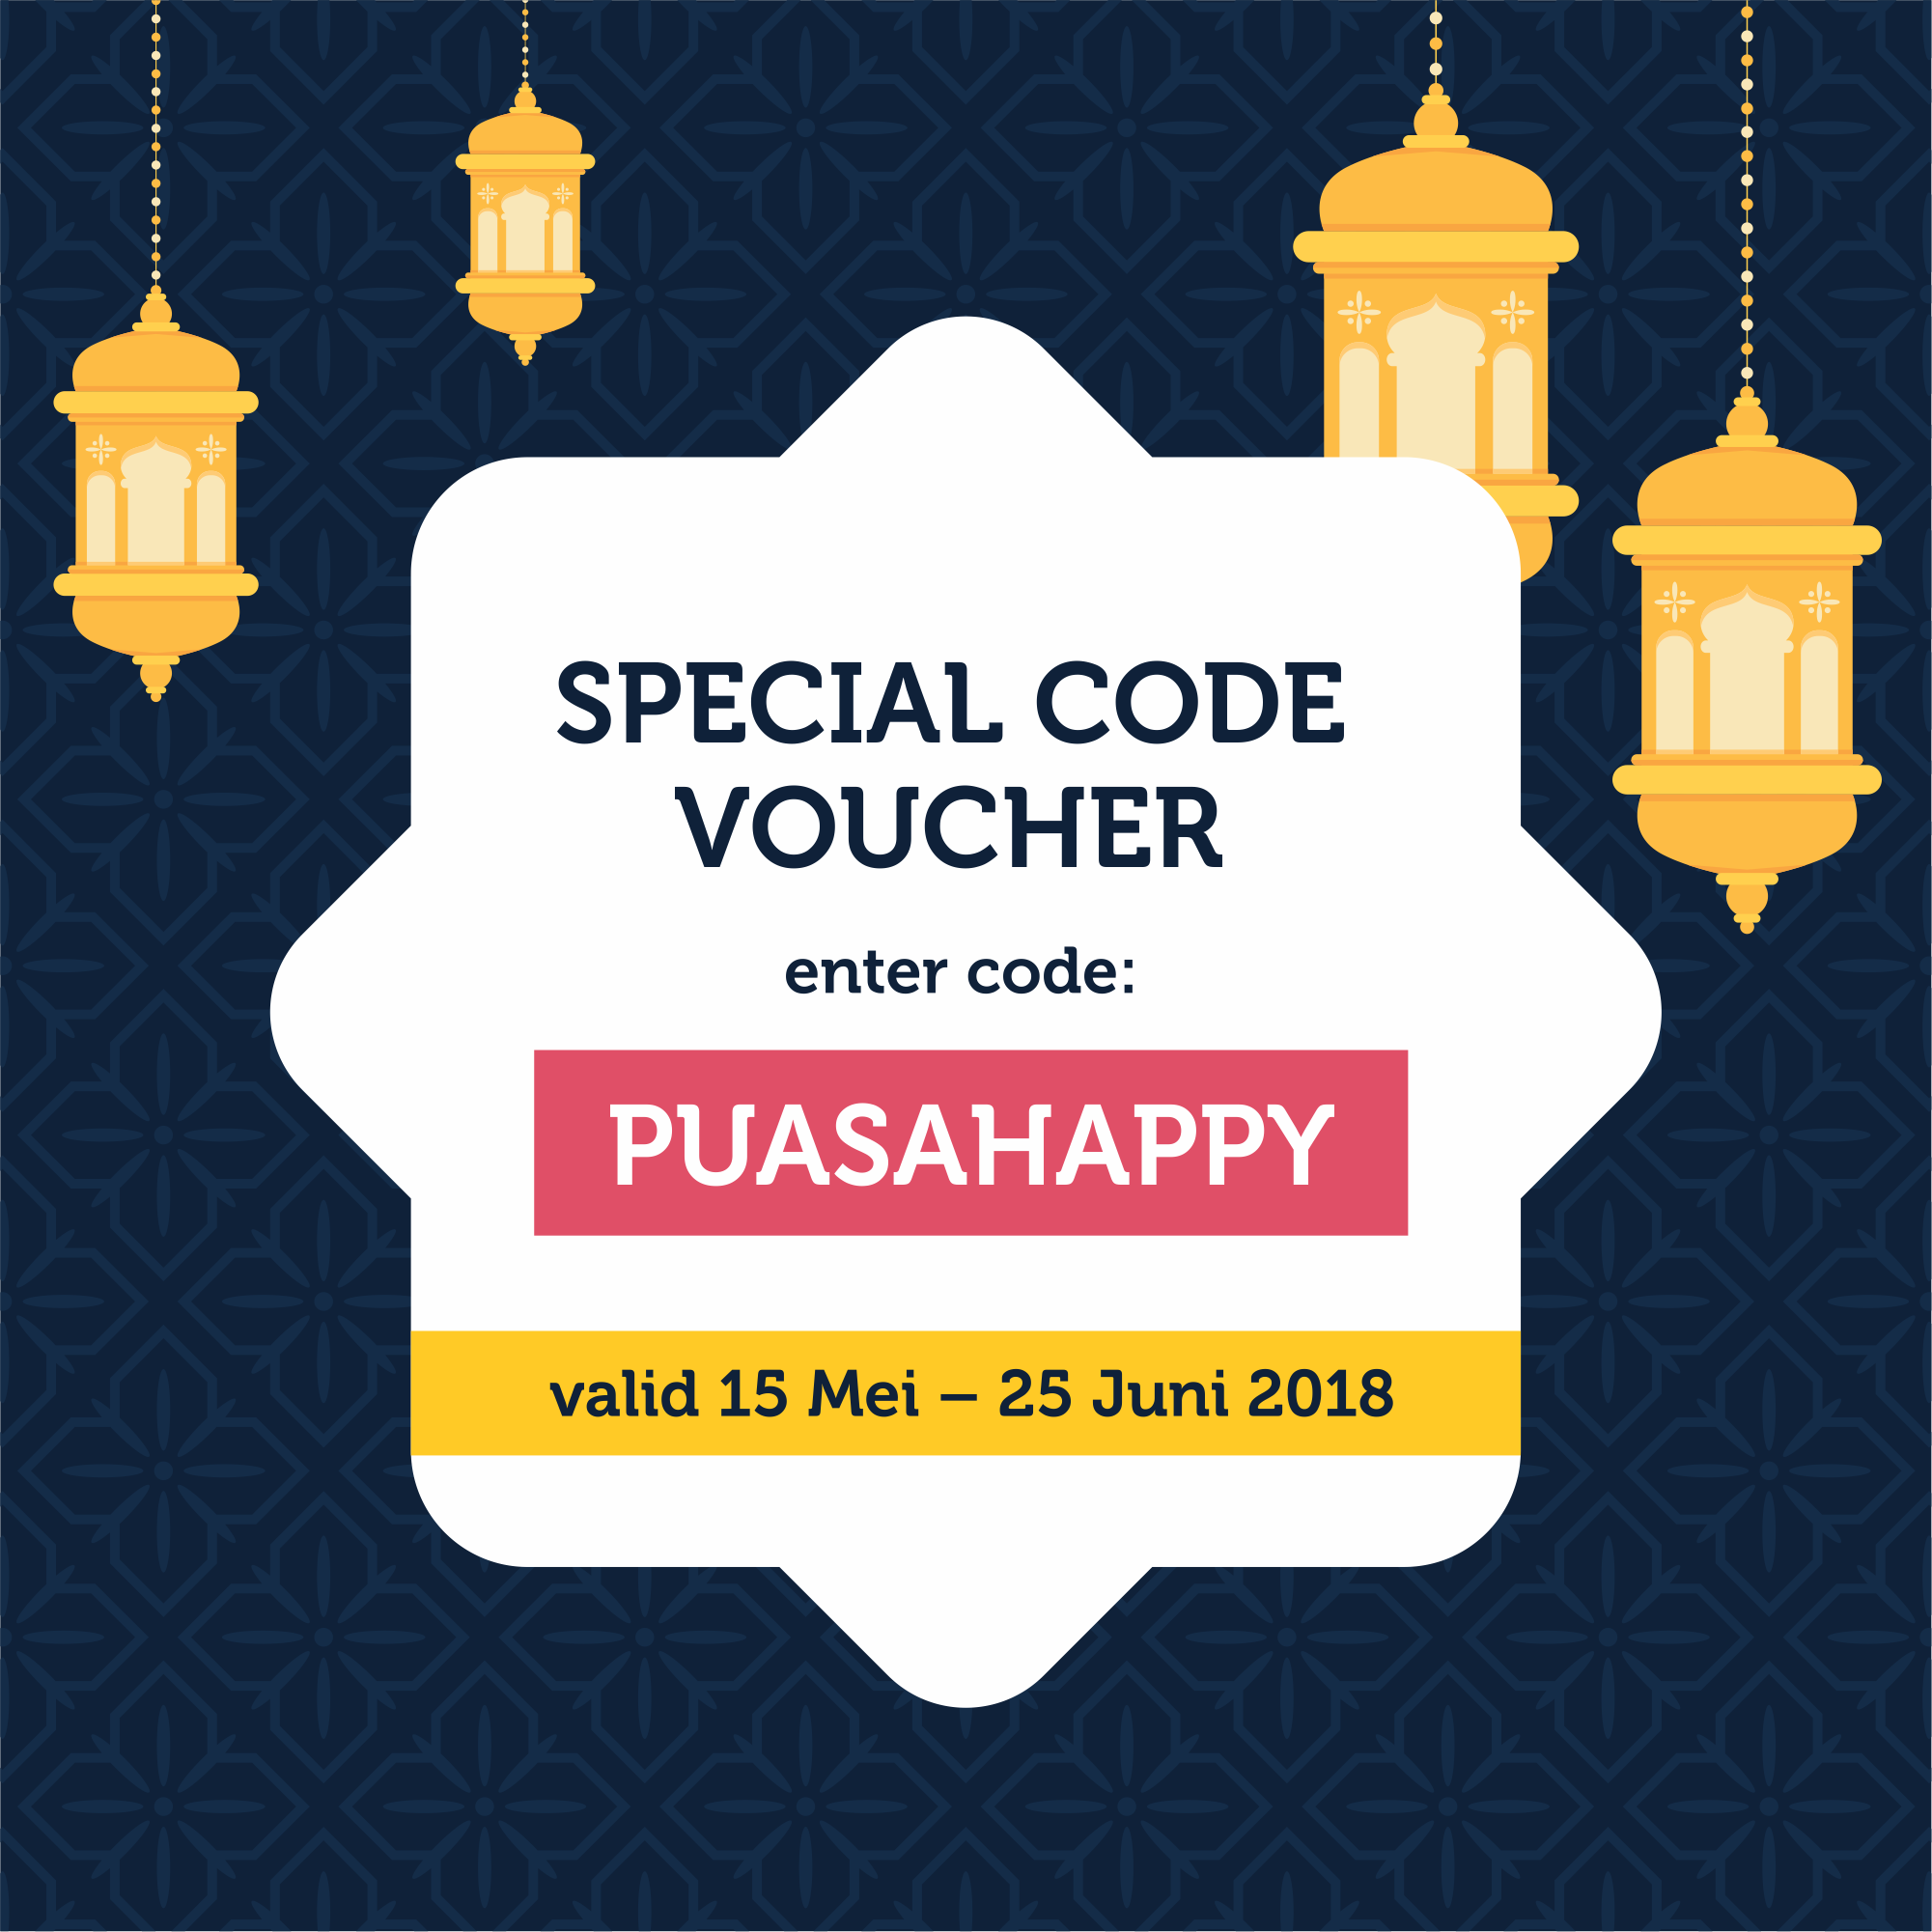 SPECIAL CODE
VOUCHER
enter code:
PUASAHAPPY
valid 15 Mei – 25 Juni 2018